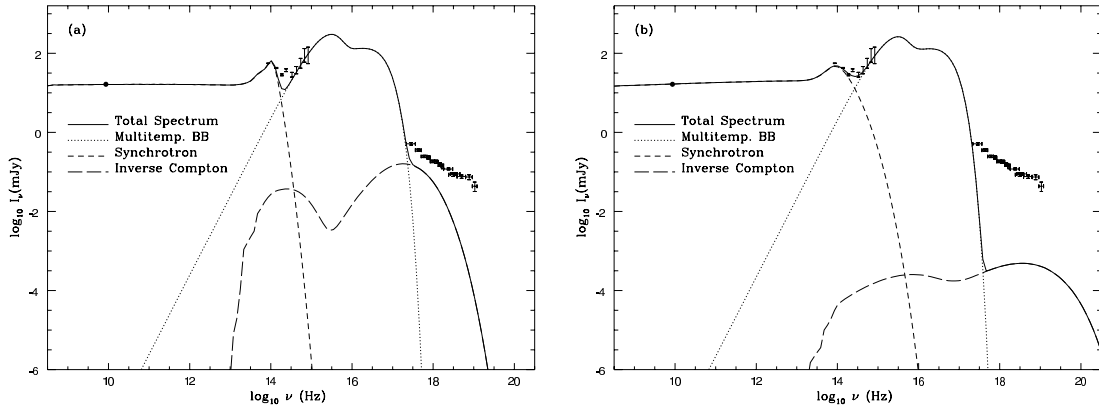 (a)
2
0
-2
-4
-6
log₁₀ Iν(mJy)
Total Spectrum
Multitemp. BB
Synchrotron
Inverse Compton
10 12 14 16 18 20
log₁₀ ν (Hz)
(b)
2
0
-2
-4
-6
log₁₀ Iν(mJy)
Total Spectrum
Multitemp. BB
Synchrotron
Inverse Compton
10 12 14 16 18 20
log₁₀ ν (Hz)